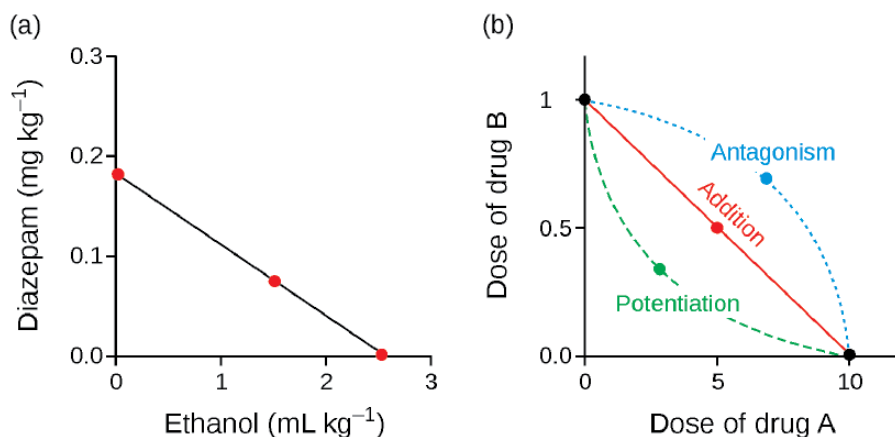 (a)
0.3
0.2
0.1
0.0
0
1
2
3
Diazepam (mg kg⁻¹)
Ethanol (mL kg⁻¹)
(b)
1
0.5
0.0
0
5
10
Dose of drug B
Dose of drug A
Antagonism
Addition
Potentiation